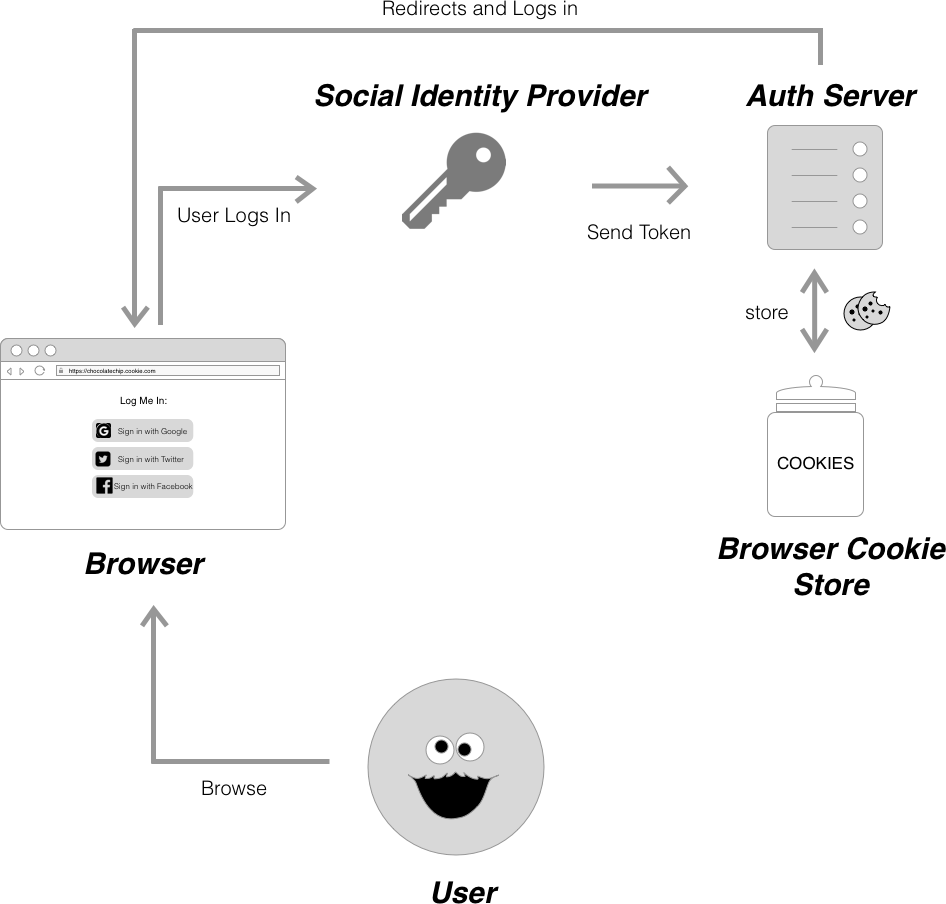 Redirects and Logs in
Social Identity Provider
Auth Server
User Logs In
Send Token
store
https://chocolatechip.cookie.com
Log Me In:
Sign in with Google
Sign in with Twitter
Sign in with Facebook
COOKIES
Browser
Browser Cookie
Store
Browse
User